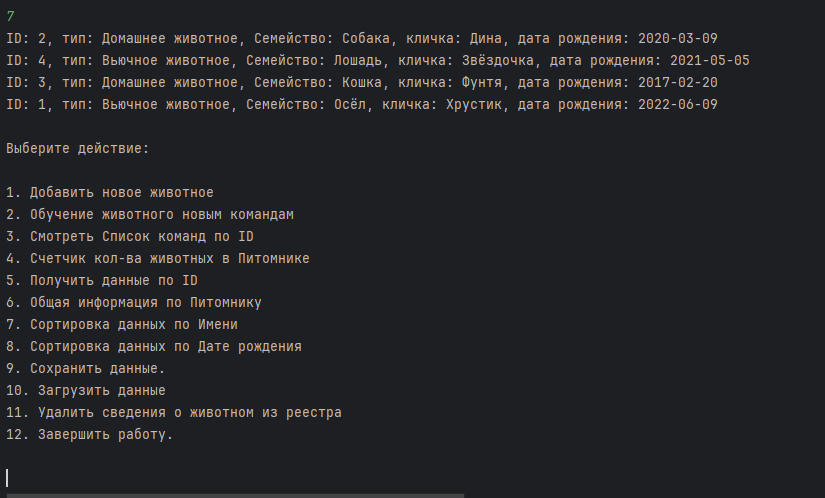 7
ID: 2, тип: Домашнее животное, Семейство: Собака, кличка: Дина, дата рождения: 2020-03-09
ID: 4, тип: Вьючное животное, Семейство: Лошадь, кличка: Звёздочка, дата рождения: 2021-05-05
ID: 3, тип: Домашнее животное, Семейство: Кошка, кличка: Фунтя, дата рождения: 2017-02-20
ID: 1, тип: Вьючное животное, Семейство: Осёл, кличка: Хрустик, дата рождения: 2022-06-09
Выберите действие:
1. Добавить новое животное
2. Обучение животного новым командам
3. Смотреть Список команд по ID
4. Счетчик кол-ва животных в Питомнике
5. Получить данные по ID
6. Общая информация по Питомнику
7. Сортировка данных по Имени
8. Сортировка данных по Дате рождения
9. Сохранить данные.
10. Загрузить данные
11. Удалить сведения о животном из реестра
12. Завершить работу.